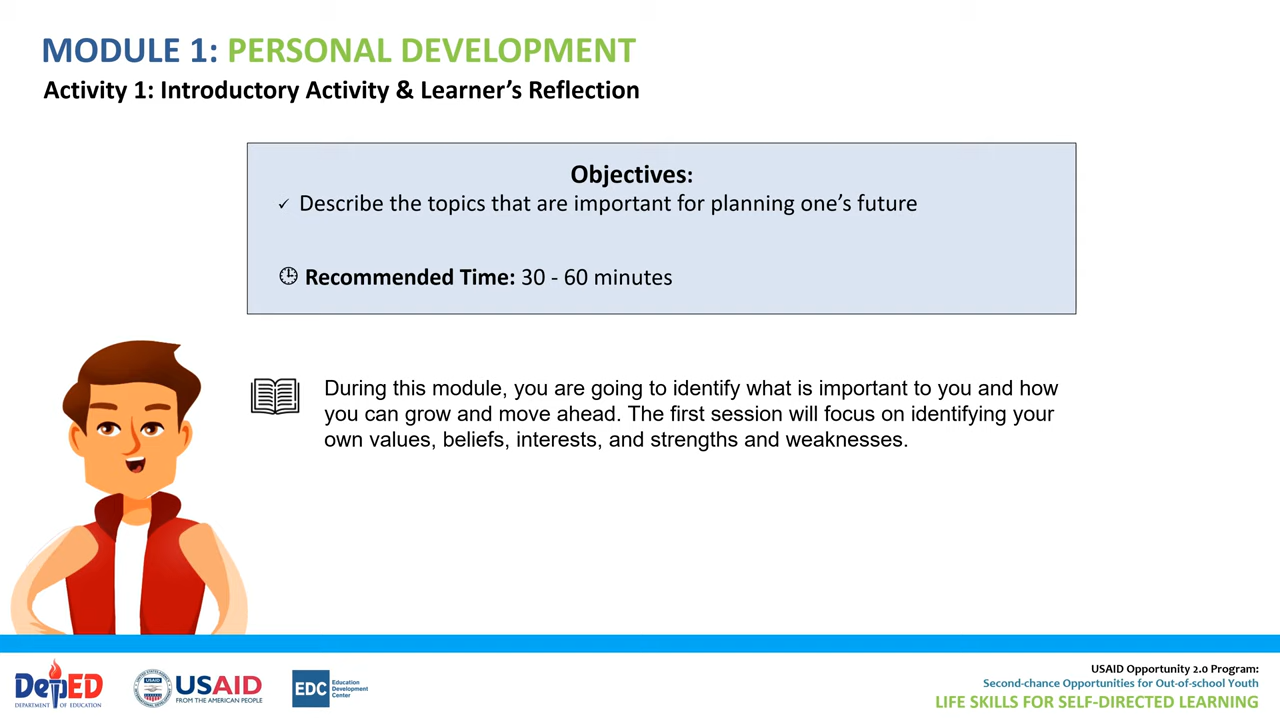 MODULE 1: PERSONAL DEVELOPMENT
Activity 1: Introductory Activity & Learner's Reflection
Objectives:
✓ Describe the topics that are important for planning one's future
Recommended Time: 30 - 60 minutes
During this module, you are going to identify what is important to you and how
you can grow and move ahead. The first session will focus on identifying your
own values, beliefs, interests, and strengths and weaknesses.
DepED
DEPARTMENT OF EDUCATION
USAID
USAID
FROM THE AMERICAN PEOPLE
EDC
Education
Development
Center
USAID Opportunity 2.0 Program:
Second-chance Opportunities for Out-of-school Youth
LIFE SKILLS FOR SELF-DIRECTED LEARNING